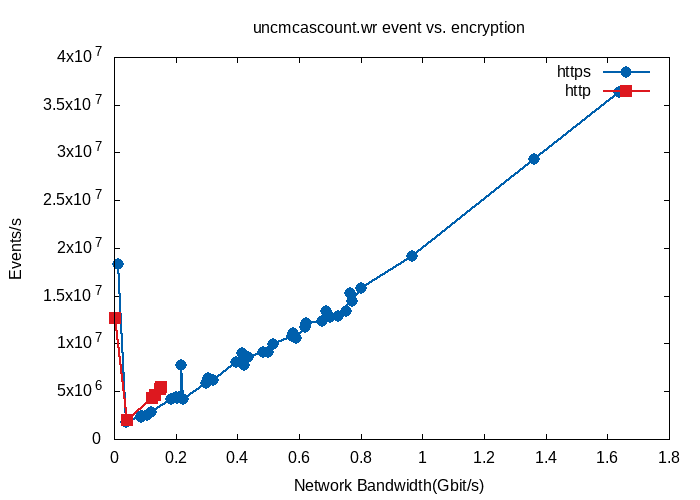 uncmcascount.wr event vs. encryption
https
http
4x10^7
3.5x10^7
3x10^7
2.5x10^7
2x10^7
1.5x10^7
1x10^7
5x10^6
0
Events/s
0 0.2 0.4 0.6 0.8 1 1.2 1.4 1.6 1.8
Network Bandwidth(Gbit/s)